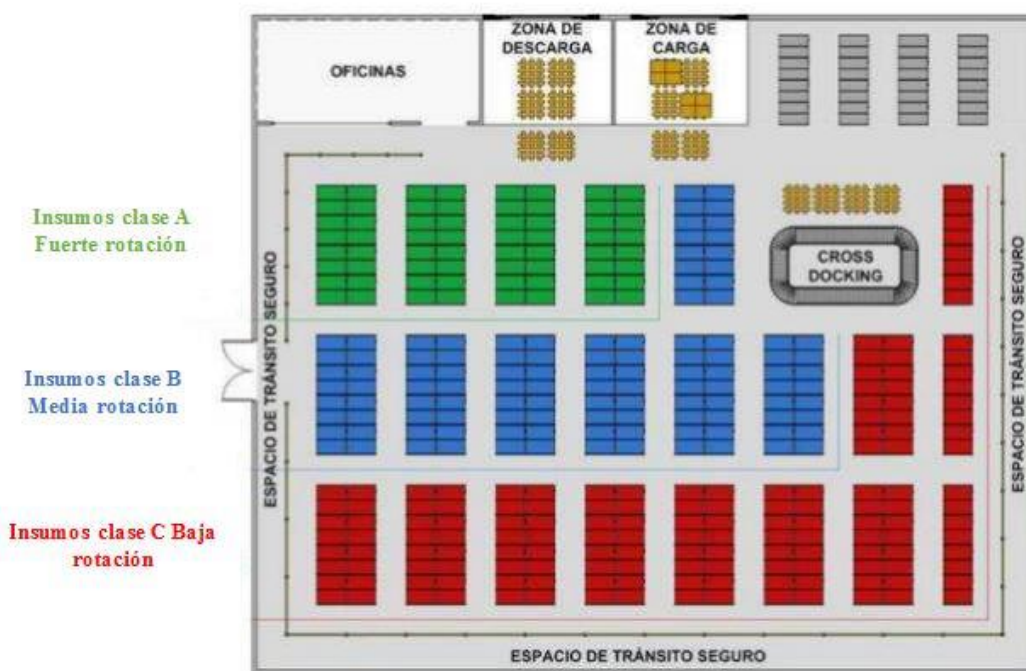 OFICINAS
ZONA DE
DESCARGA
ZONA DE
CARGA
Insumos clase A
Fuerte rotación
CROSS
DOCKING
ESPACIO DE TRÁNSITO SEGURO
ESPACIO DE TRÁNSITO SEGURO
Insumos clase B
Media rotación
Insumos clase C Baja
rotación
ESPACIO DE TRÁNSITO SEGURO